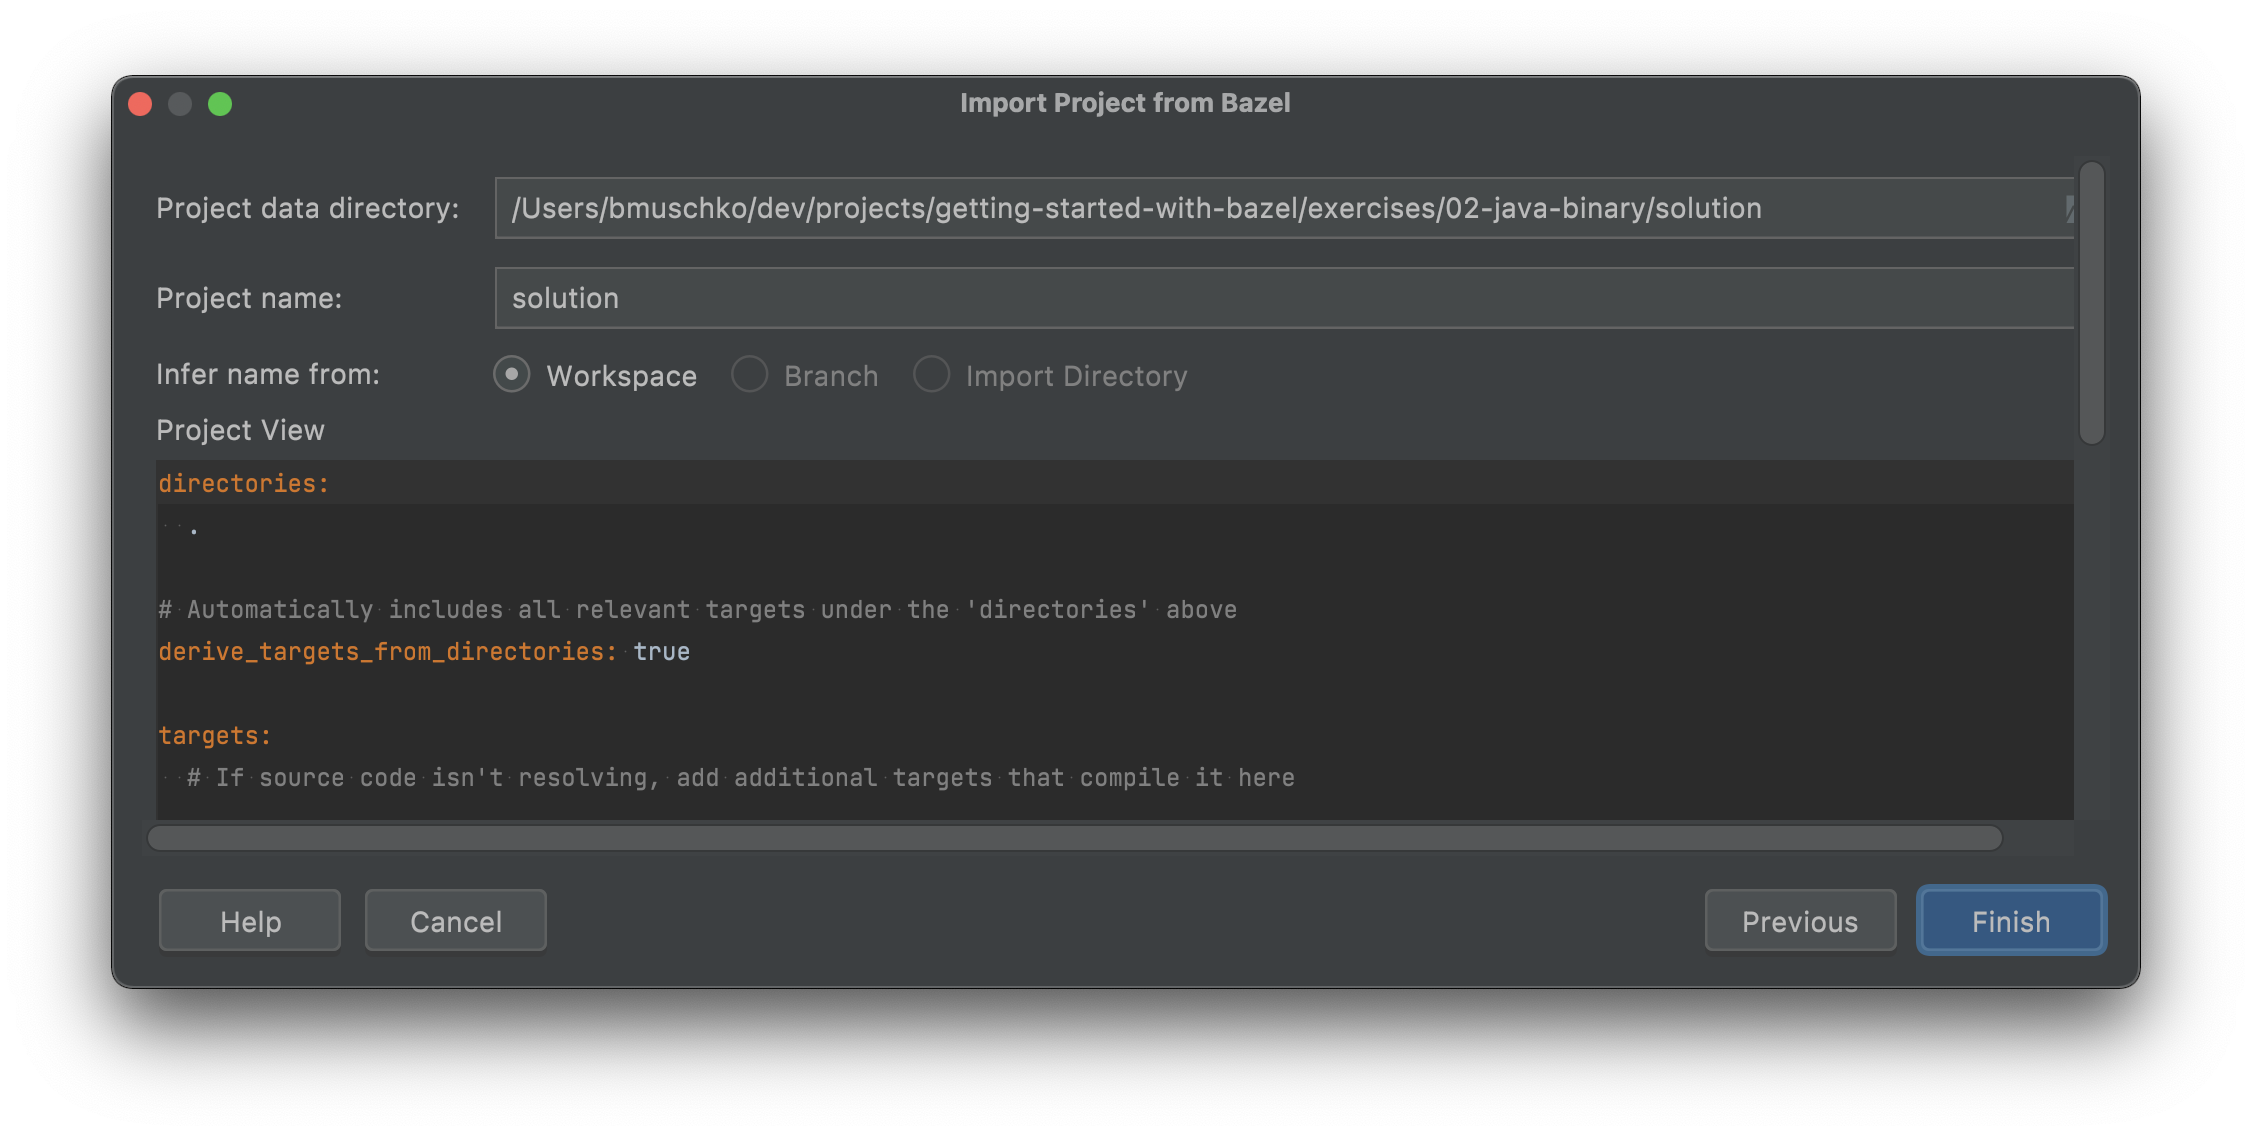 Import Project from Bazel
Project data directory: /Users/bmuschko/dev/projects/getting-started-with-bazel/exercises/02-java-binary/solution
Project name: solution
Infer name from: Workspace Branch Import Directory
Project View
directories:
  .
# Automatically includes all relevant targets under the 'directories' above
derive_targets_from_directories: true
targets:
  # If source code isn't resolving, add additional targets that compile it here
Help Cancel Previous Finish